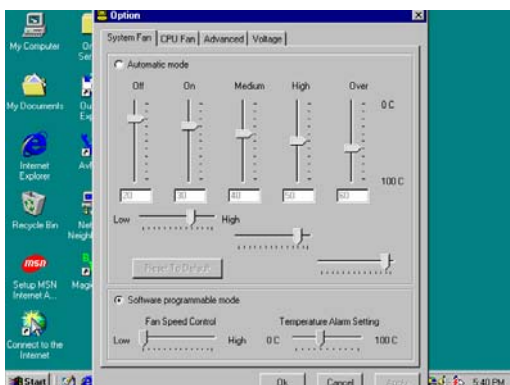 Option
System Fan
CPU Fan
Advanced
Voltage
Automatic mode
Off
On
Medium
High
Over
0 C
100 C
20
30
40
50
60
Low
High
Reset To Default
Software programmable mode
Fan Speed Control
Temperature Alarm Setting
Low
High
0 C
100 C
Ok
Cancel
Apply
My Computer
My Documents
Internet
Explorer
Recycle Bin
Net
Neigh
msn
Setup MSN
Internet A...
Connect to the
Internet
Start
5:40 PM